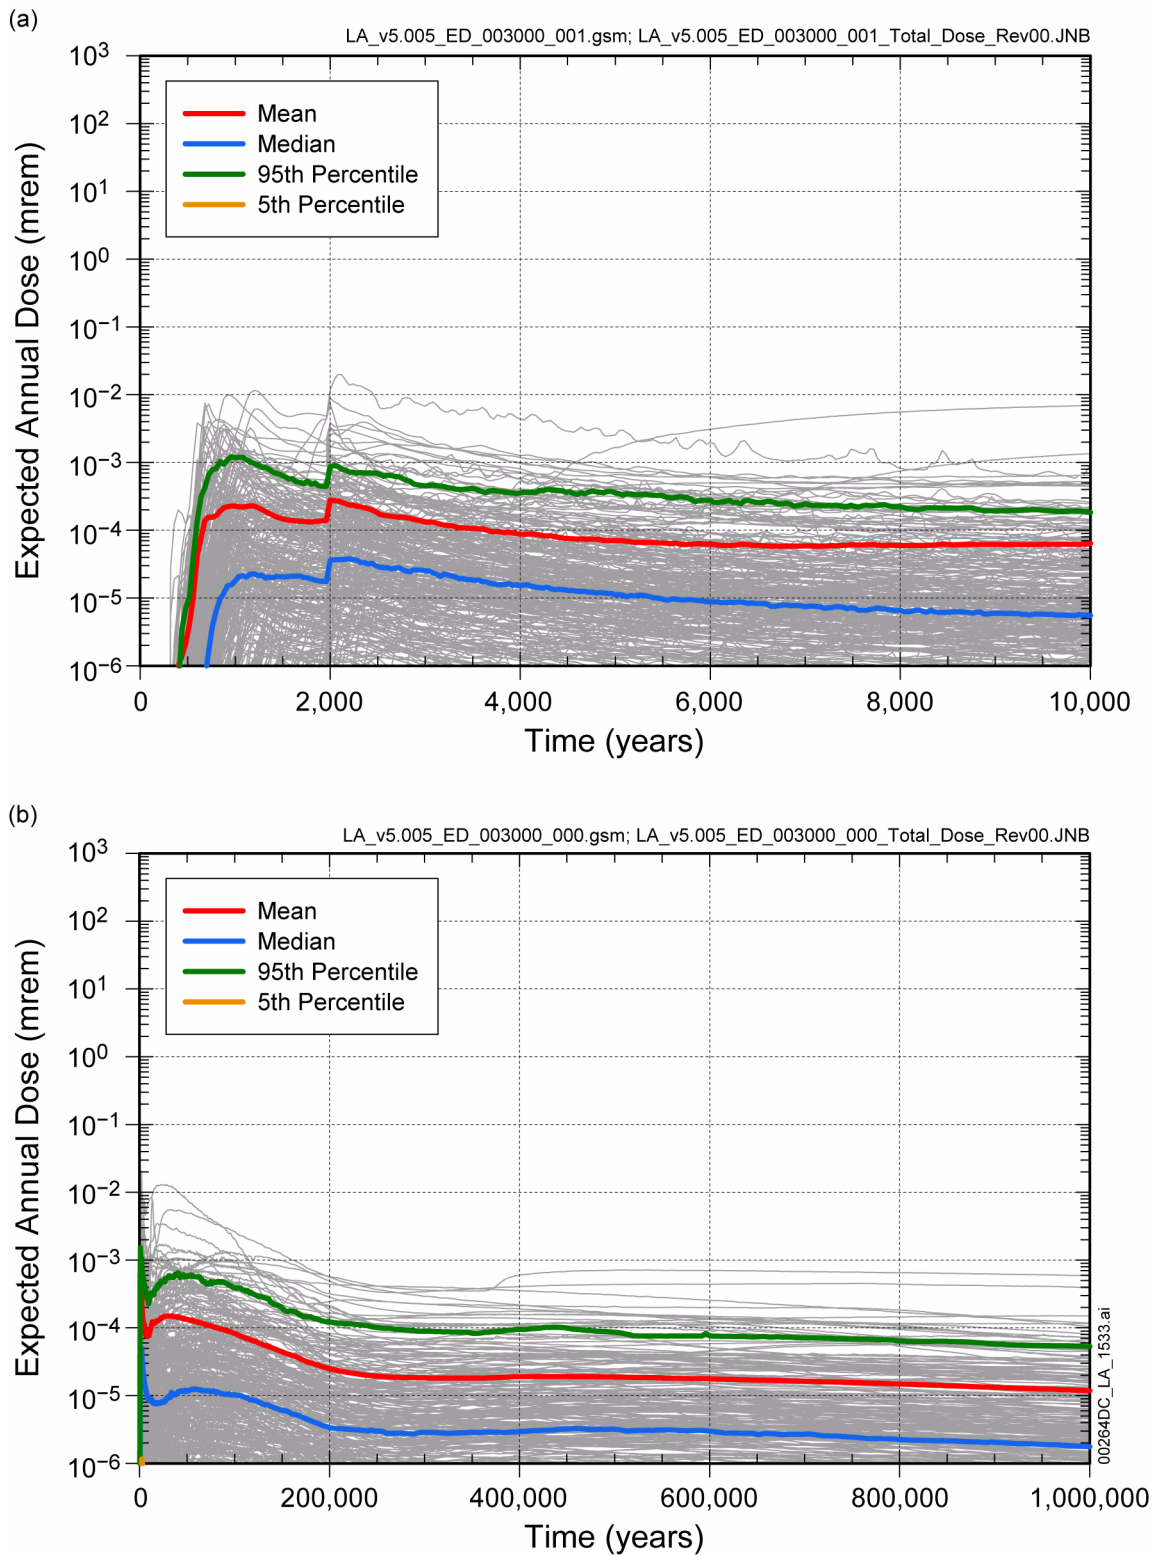 (a)
LA_v5.005_ED_003000_001.gsm; LA_v5.005_ED_003000_001_Total_Dose_Rev00.JNB
10³
10²
10¹
10⁰
10⁻¹
10⁻²
10⁻³
10⁻⁴
10⁻⁵
10⁻⁶
Expected Annual Dose (mrem)
Mean
Median
95th Percentile
5th Percentile
0 2,000 4,000 6,000 8,000 10,000
Time (years)
(b)
LA_v5.005_ED_003000_000.gsm; LA_v5.005_ED_003000_000_Total_Dose_Rev00.JNB
10³
10²
10¹
10⁰
10⁻¹
10⁻²
10⁻³
10⁻⁴
10⁻⁵
10⁻⁶
Expected Annual Dose (mrem)
Mean
Median
95th Percentile
5th Percentile
0 200,000 400,000 600,000 800,000 1,000,000
Time (years)
00264DC_LA_1533.ai